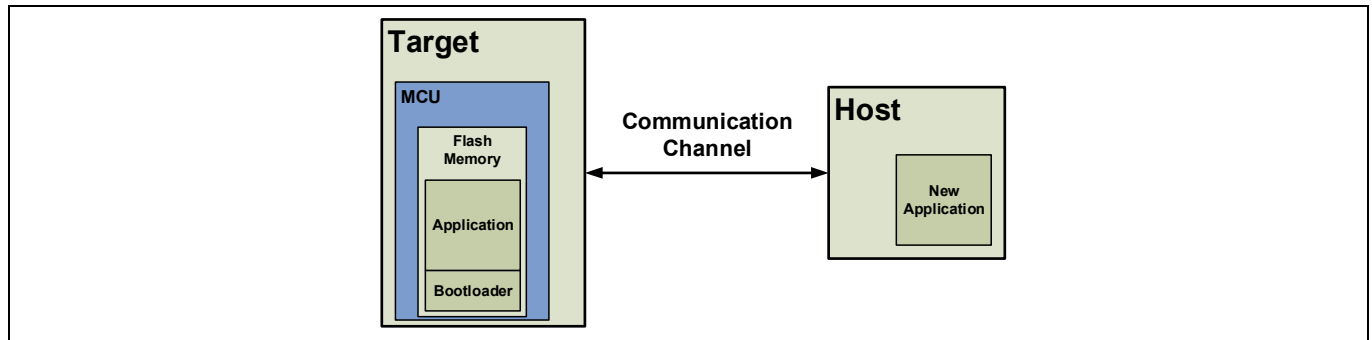 Target
MCU
Flash
Memory
Application
Bootloader
Communication
Channel
Host
New
Application